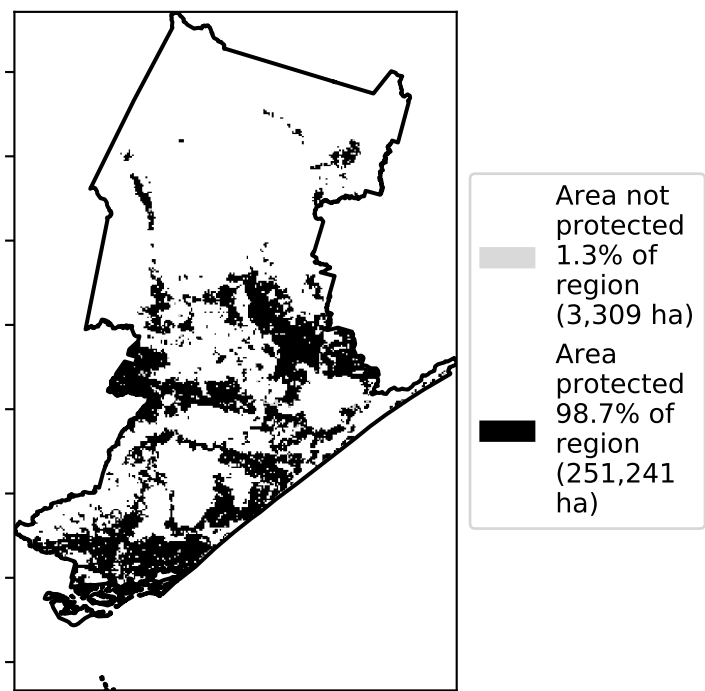 Area not
protected
1.3% of
region
(3,309 ha)
Area
protected
98.7% of
region
(251,241
ha)